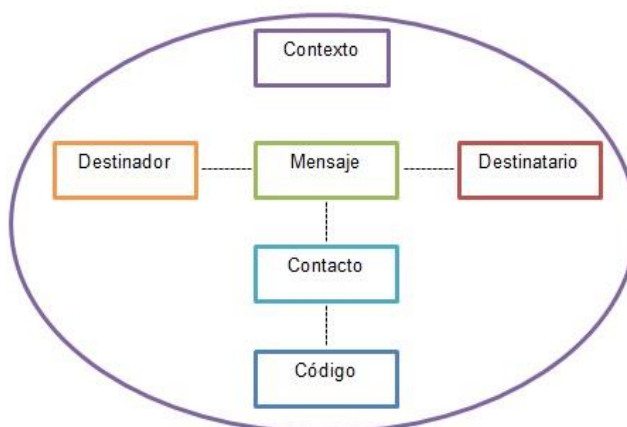 Contexto
Destinador
Mensaje
Destinatario
Contacto
Código